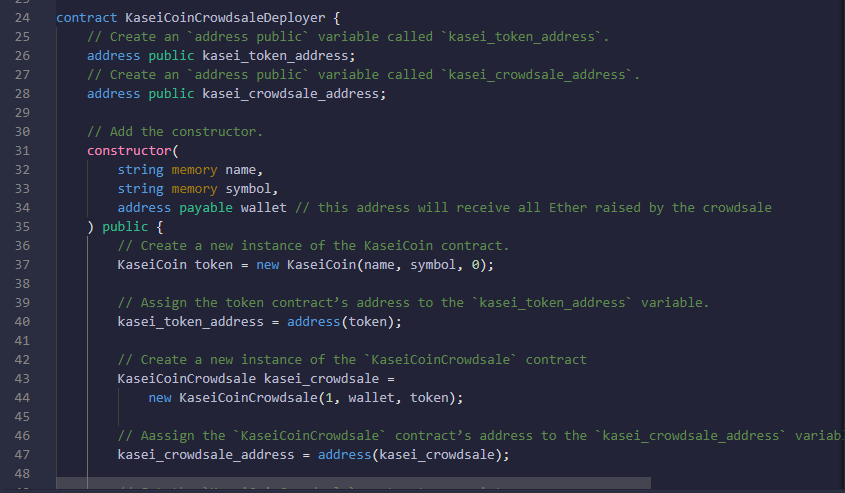 24 contract KaseiCoinCrowdsaleDeployer {
25 // Create an `address public` variable called `kasei_token_address`.
26 address public kasei_token_address;
27 // Create an `address public` variable called `kasei_crowdsale_address`.
28 address public kasei_crowdsale_address;
29
30 // Add the constructor.
31 constructor(
32 string memory name,
33 string memory symbol,
34 address payable wallet // this address will receive all Ether raised by the crowdsale
35 ) public {
36 // Create a new instance of the KaseiCoin contract.
37 KaseiCoin token = new KaseiCoin(name, symbol, 0);
38
39 // Assign the token contract’s address to the `kasei_token_address` variable.
40 kasei_token_address = address(token);
41
42 // Create a new instance of the `KaseiCoinCrowdsale` contract
43 KaseiCoinCrowdsale kasei_crowdsale =
44 new KaseiCoinCrowdsale(1, wallet, token);
45
46 // Aassign the `KaseiCoinCrowdsale` contract’s address to the `kasei_crowdsale_address` variab
47 kasei_crowdsale_address = address(kasei_crowdsale);
48